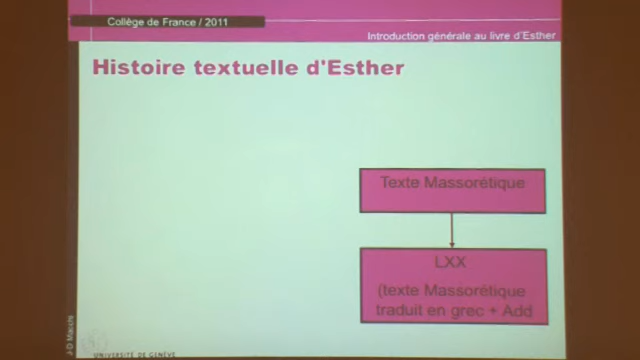 Collège de France / 2011
Introduction générale au livre d'Esther
Histoire textuelle d'Esther
Texte Massorétique
LXX
(texte Massorétique
traduit en grec + Add
J-D Macchi
UNIVERSITÉ DE GENÈVE